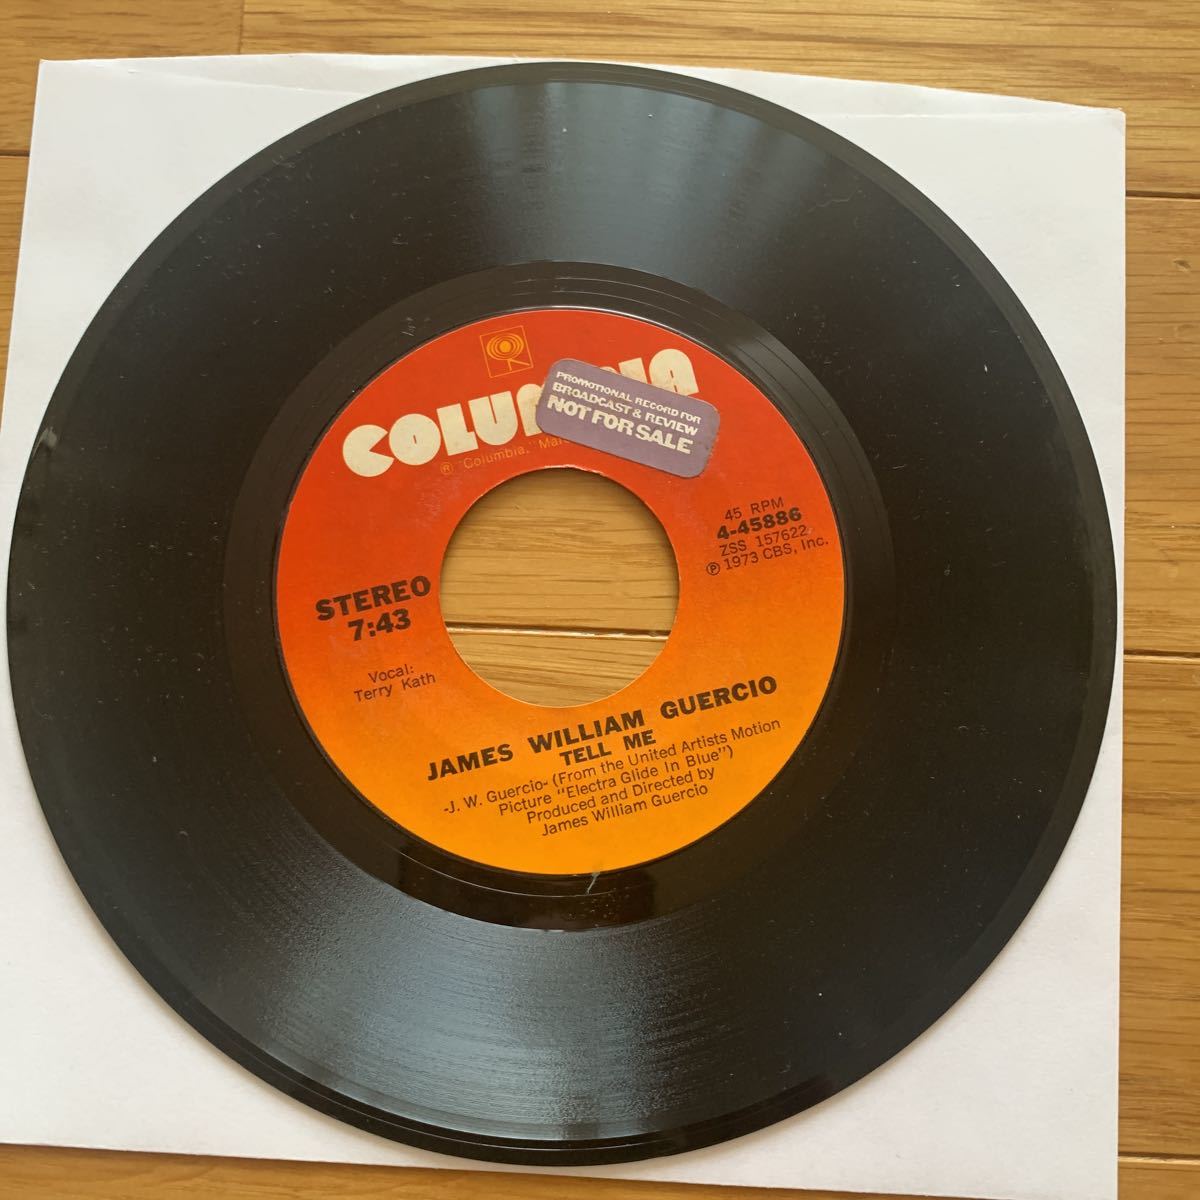 COLUM IA
® "Columbia," Mar
PROMOTIONAL RECORD FOR
BROADCAST & REVIEW
NOT FOR SALE
45 RPM
4-45886
ZSS 157622
Ⓟ 1973 CBS, Inc.
STEREO
7:43
Vocal:
Terry Kath
JAMES WILLIAM GUERCIO
TELL ME
-J. W. Guercio- (From the United Artists Motion
Picture "Electra Glide In Blue")
Produced and Directed by
James William Guercio